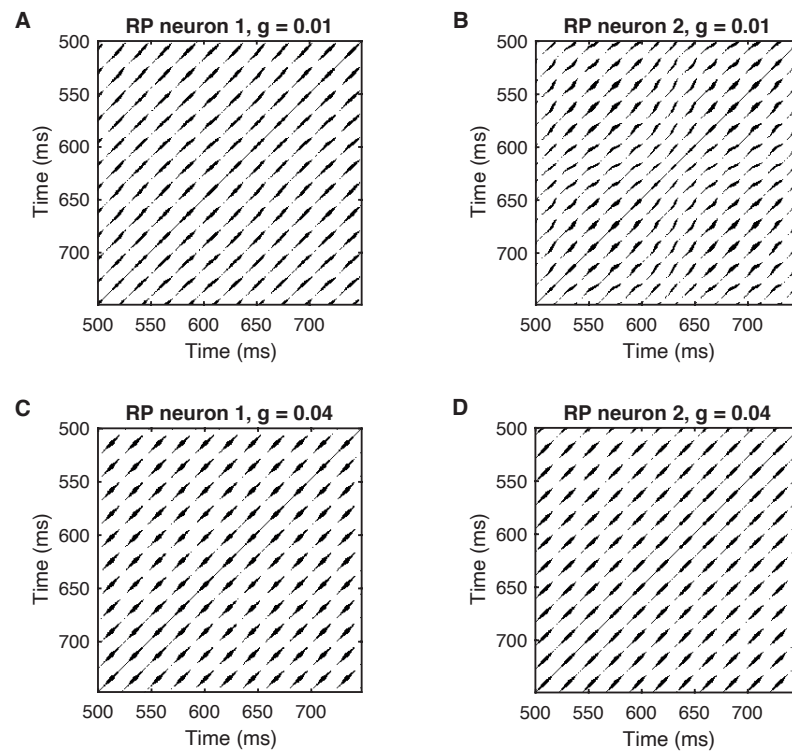 A
RP neuron 1, g = 0.01
500
550
600
650
700
Time (ms)
500 550 600 650 700
Time (ms)
B
RP neuron 2, g = 0.01
500
550
600
650
700
Time (ms)
500 550 600 650 700
Time (ms)
C
RP neuron 1, g = 0.04
500
550
600
650
700
Time (ms)
500 550 600 650 700
Time (ms)
D
RP neuron 2, g = 0.04
500
550
600
650
700
Time (ms)
500 550 600 650 700
Time (ms)